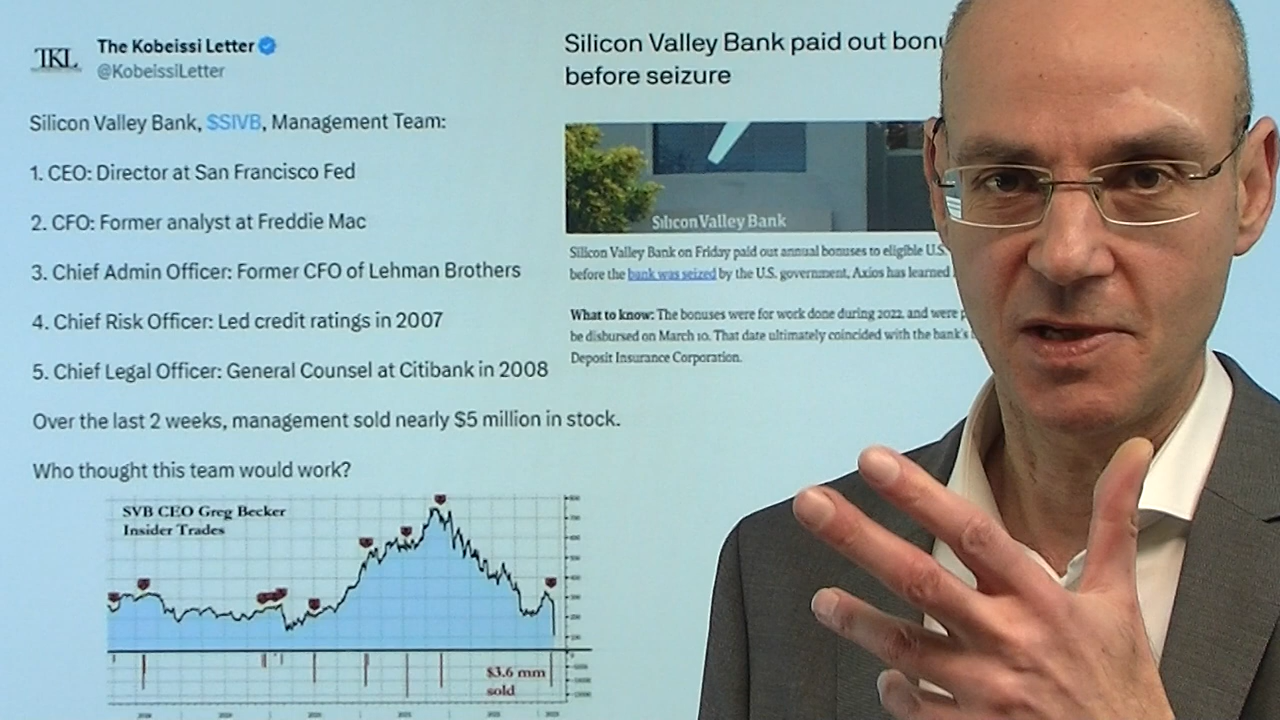 TKL
The Kobeissi Letter
@KobeissiLetter
Silicon Valley Bank, $SIVB, Management Team:
1. CEO: Director at San Francisco Fed
2. CFO: Former analyst at Freddie Mac
3. Chief Admin Officer: Former CFO of Lehman Brothers
4. Chief Risk Officer: Led credit ratings in 2007
5. Chief Legal Officer: General Counsel at Citibank in 2008
Over the last 2 weeks, management sold nearly $5 million in stock.
Who thought this team would work?
SVB CEO Greg Becker
Insider Trades
$3.6 mm
sold
Silicon Valley Bank paid out bon
before seizure
Silicon Valley Bank
Silicon Valley Bank on Friday paid out annual bonuses to eligible U.S.
before the bank was seized by the U.S. government, Axios has learned
What to know: The bonuses were for work done during 2022, and were p
be disbursed on March 10. That date ultimately coincided with the bank's
Deposit Insurance Corporation.